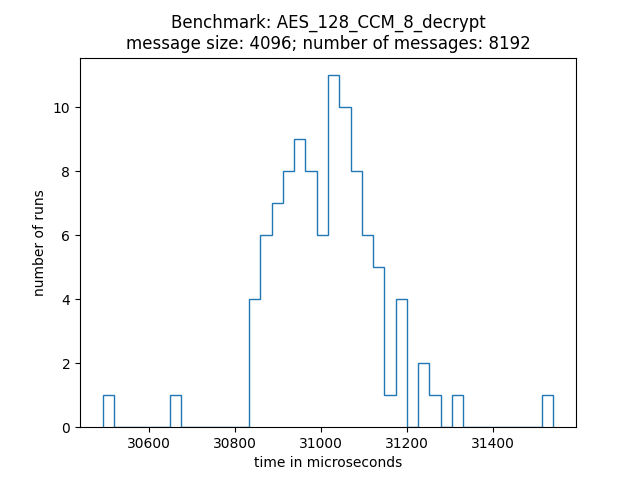 Benchmark: AES_128_CCM_8_decrypt
message size: 4096; number of messages: 8192
10
8
6
4
2
0
number of runs
30600 30800 31000 31200 31400
time in microseconds